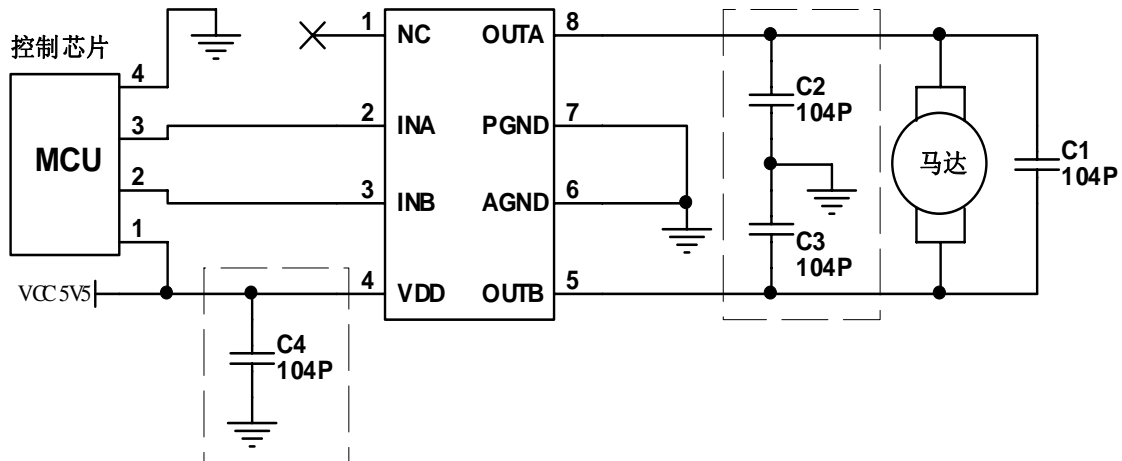 控制芯片
MCU
4
3
2
1
VCC 5V5
C4
104P
1
2
3
4
NC
INA
INB
VDD
OUTA
PGND
AGND
OUTB
8
7
6
5
C2
104P
C3
104P
马达
C1
104P